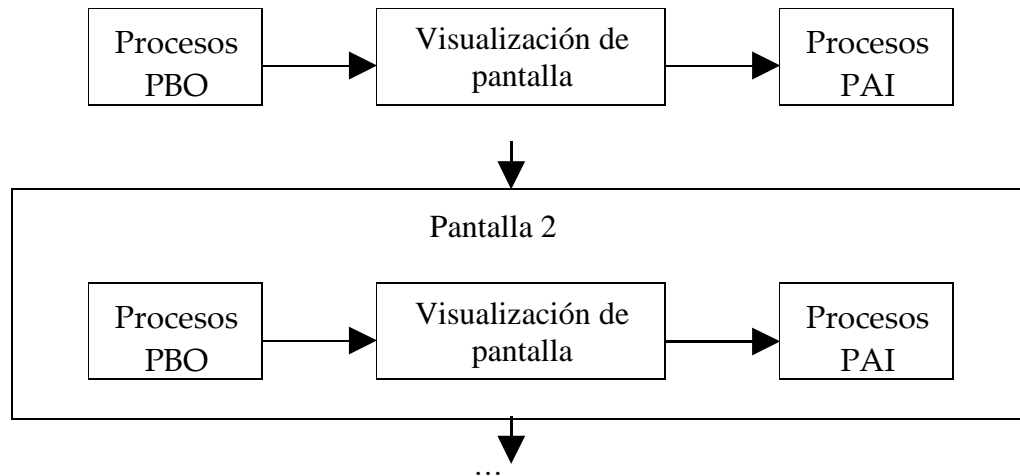 Procesos
PBO
Visualización de
pantalla
Procesos
PAI
Pantalla 2
Procesos
PBO
Visualización de
pantalla
Procesos
PAI
...